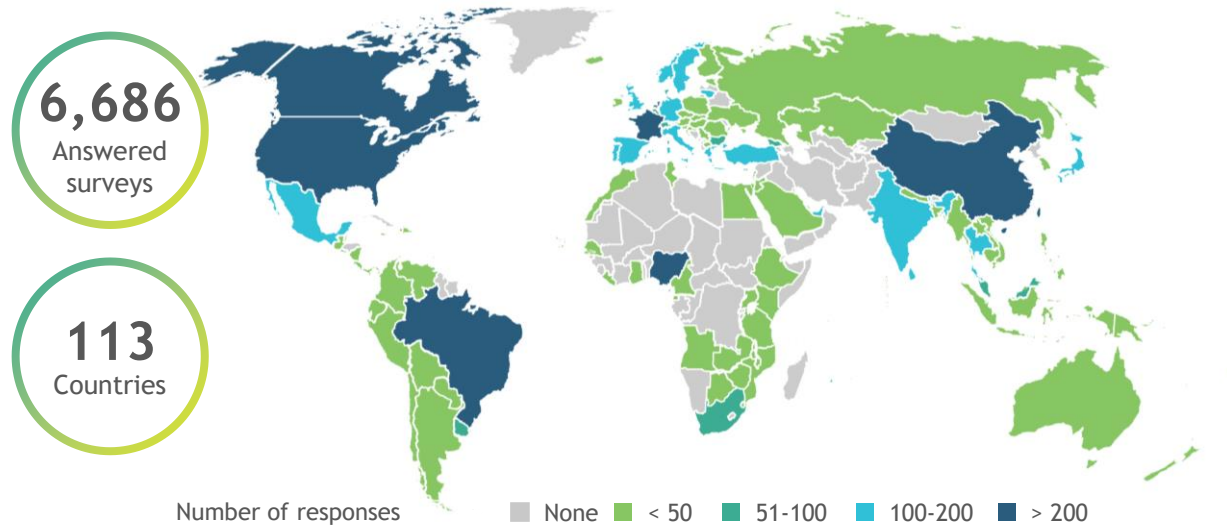 6,686
Answered
surveys
113
Countries
Number of responses None < 50 51-100 100-200 > 200